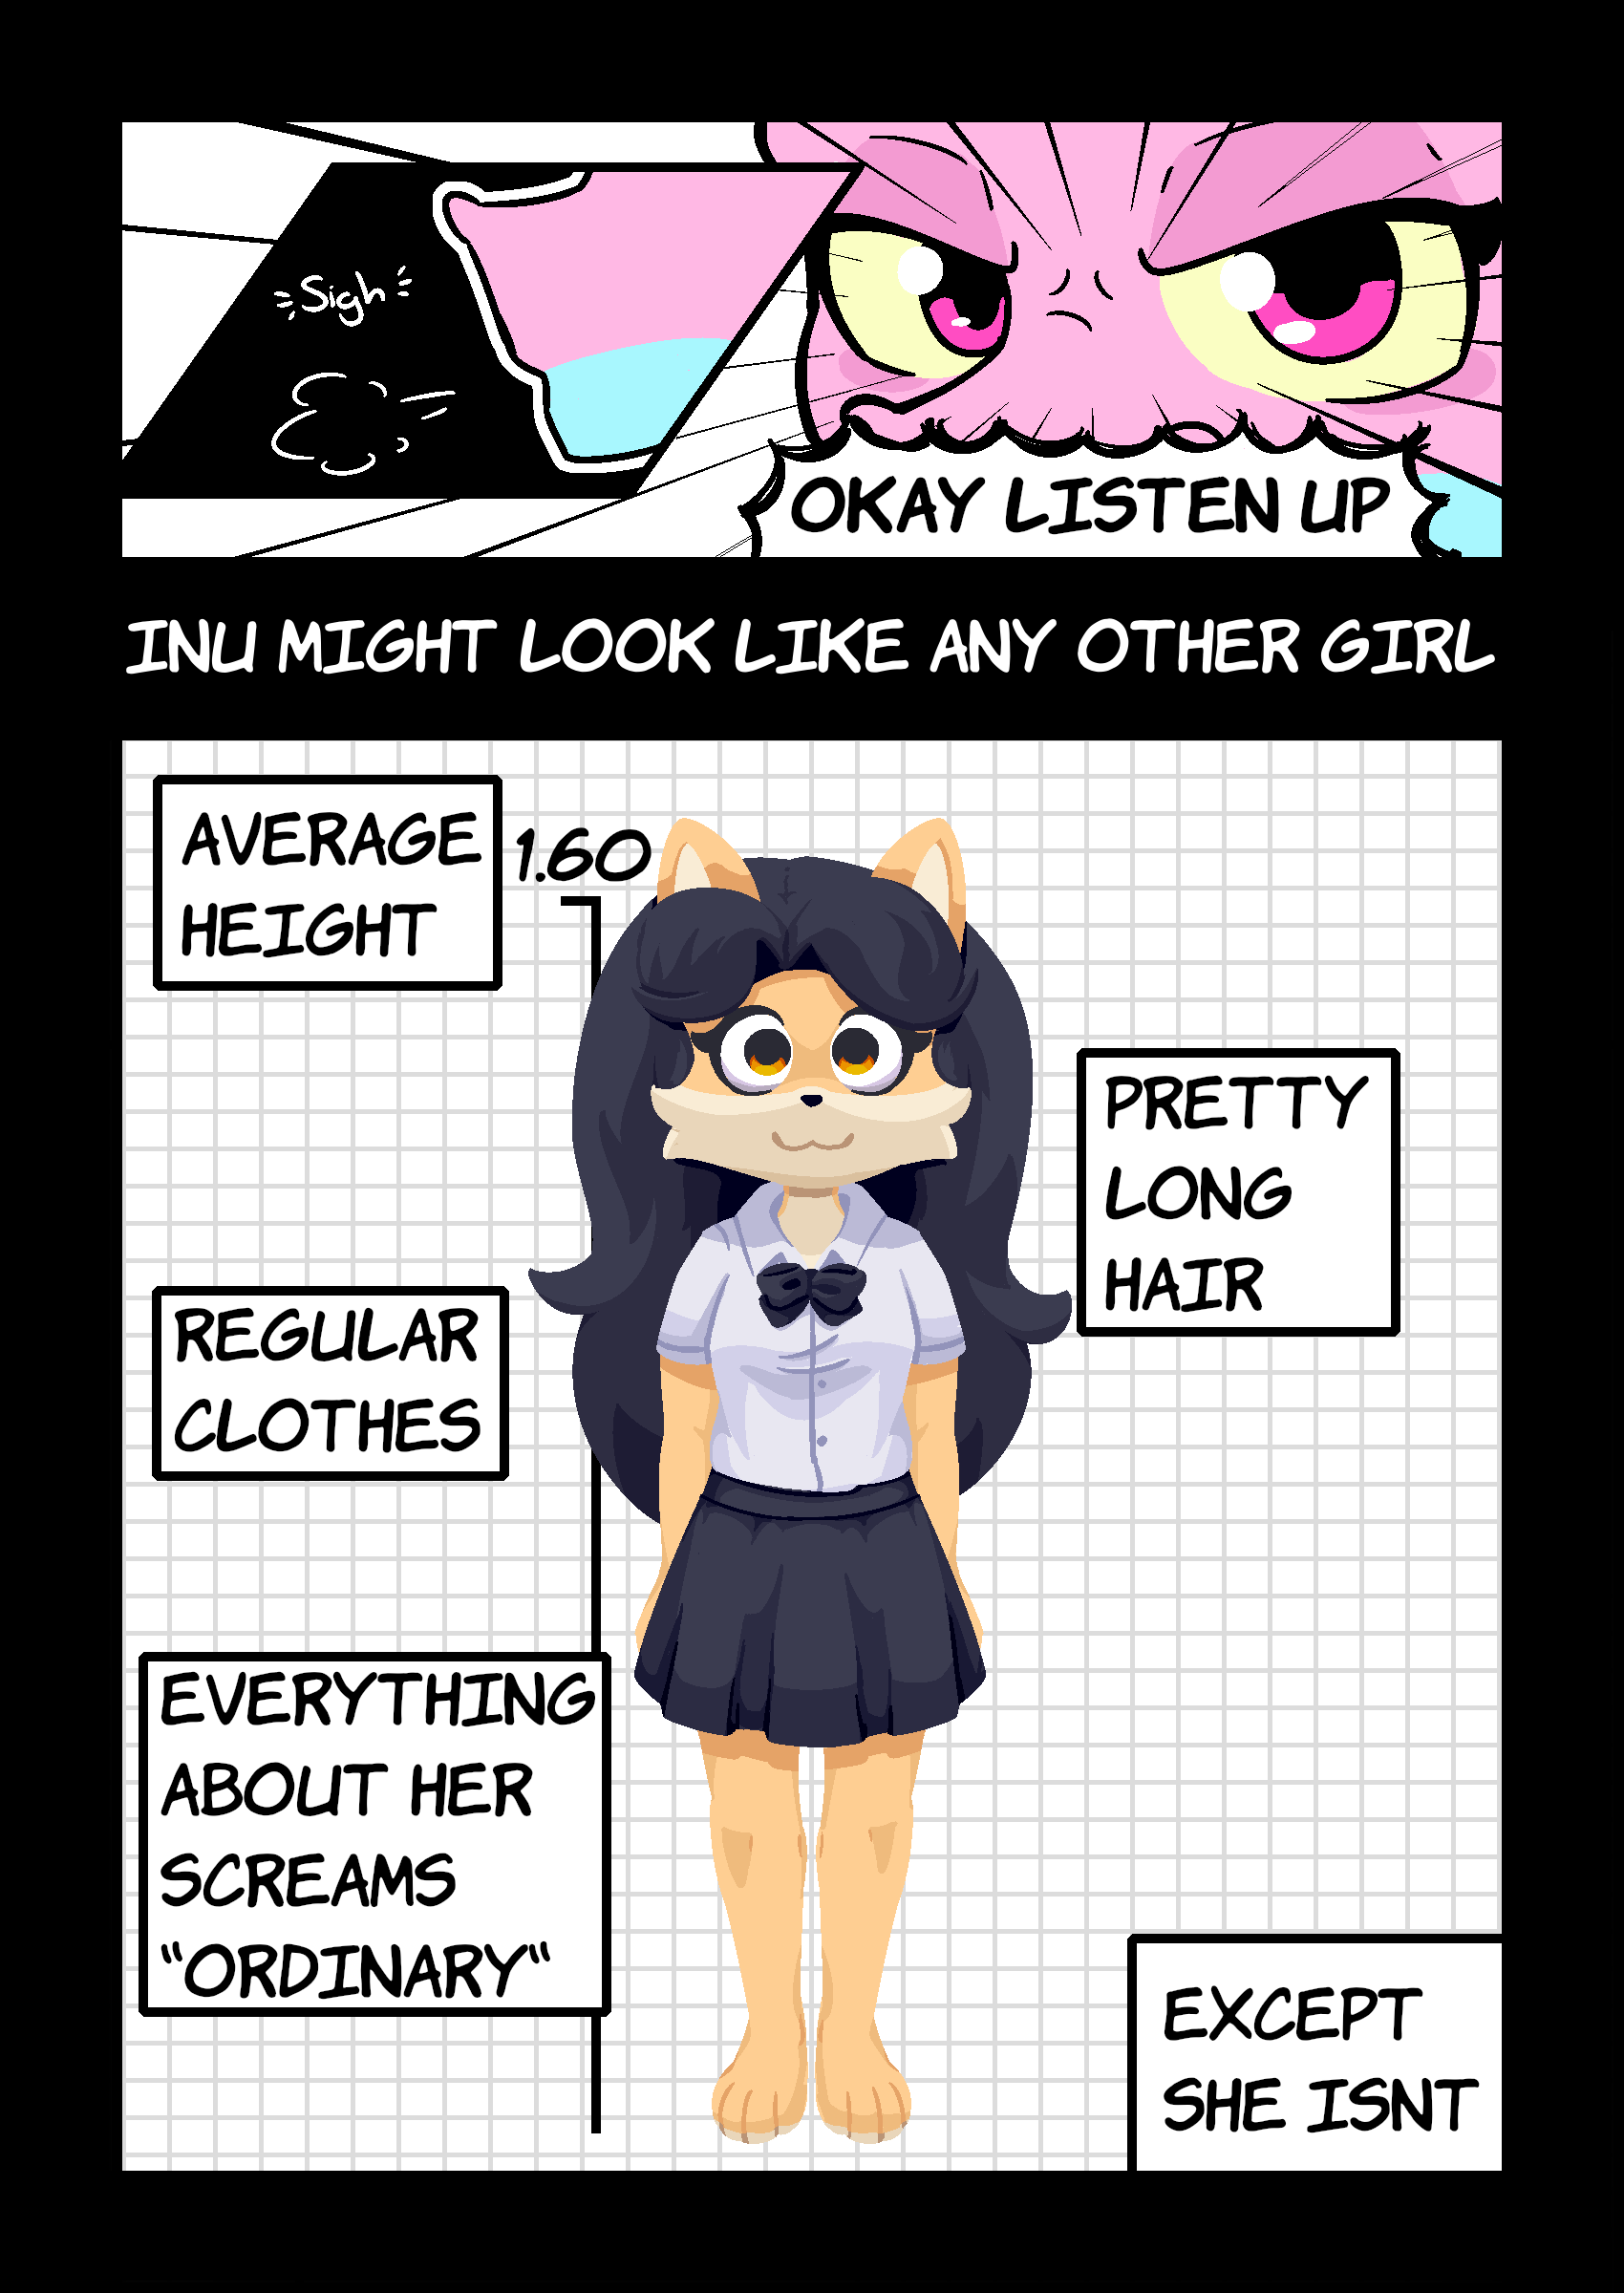 Sigh
OKAY LISTEN UP
INU MIGHT LOOK LIKE ANY OTHER GIRL
AVERAGE
HEIGHT
1.60
PRETTY
LONG
HAIR
REGULAR
CLOTHES
EVERYTHING
ABOUT HER
SCREAMS
"ORDINARY"
EXCEPT
SHE ISNT